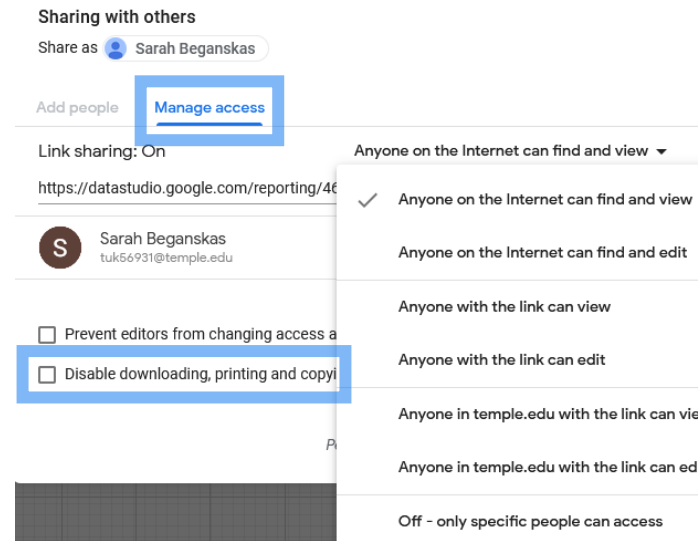 Sharing with others
Share as Sarah Beganskas
Add people Manage access
Link sharing: On Anyone on the Internet can find and view
https://datastudio.google.com/reporting/46
Anyone on the Internet can find and view
S Sarah Beganskas
tuk56931@temple.edu
Anyone on the Internet can find and edit
Anyone with the link can view
Prevent editors from changing access a
Anyone with the link can edit
Disable downloading, printing and copyi
Anyone in temple.edu with the link can vie
Anyone in temple.edu with the link can ed
Off - only specific people can access